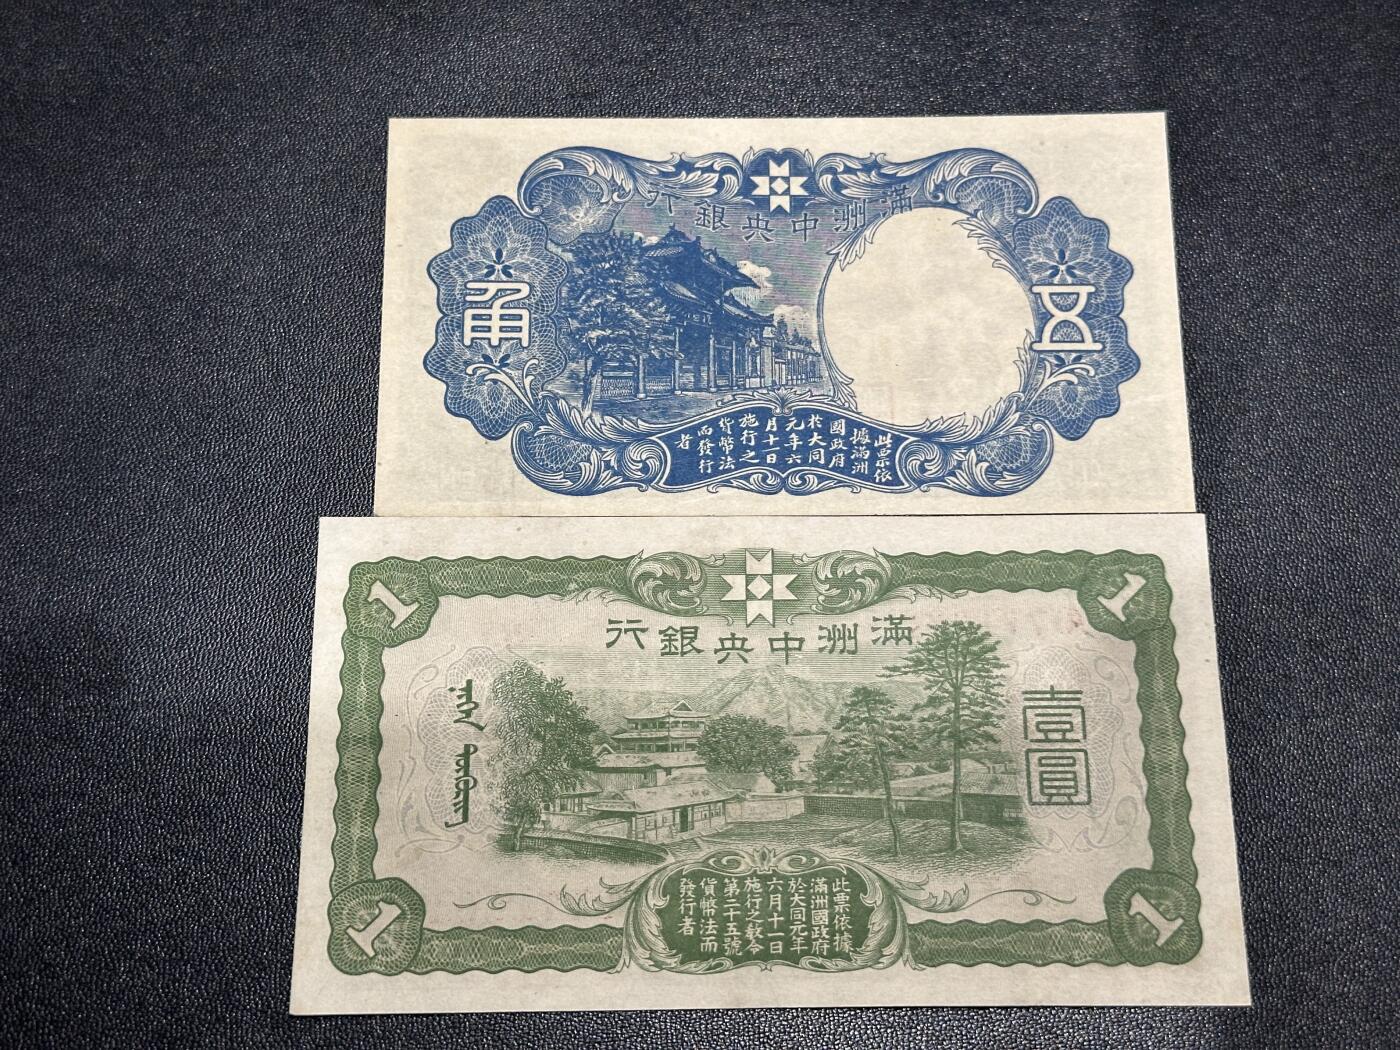 滿洲中央銀行
五角
此票依
據滿洲
國政府
扵大同
元年六
月十一日
施行之
貨幣法
而發行
者
1
1
滿洲中央銀行
壹圓
此票依據
滿洲國政府
於大同元年
六月十一日
施行之敎令
第二十五號
貨幣法而
發行者
1
1